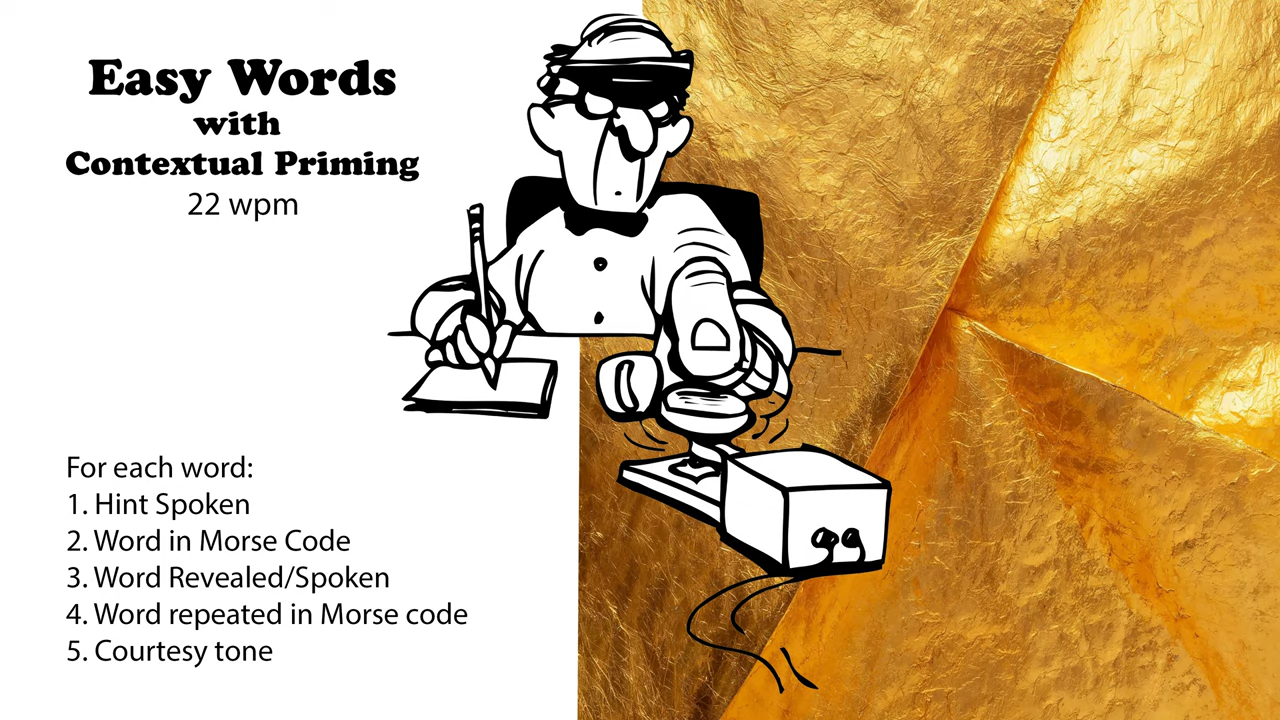 Easy Words
with
Contextual Priming
22 wpm
For each word:
1. Hint Spoken
2. Word in Morse Code
3. Word Revealed/Spoken
4. Word repeated in Morse code
5. Courtesy tone